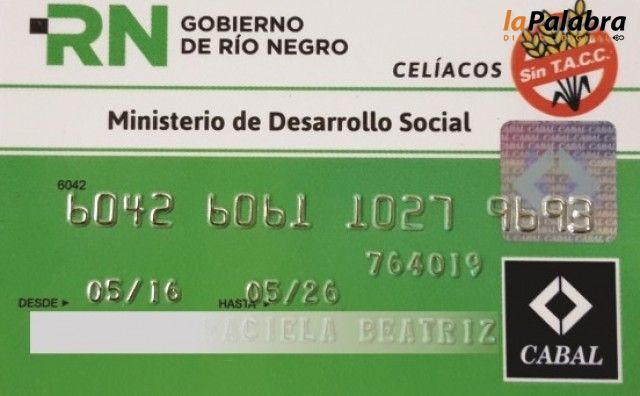 laPalabra
RN GOBIERNO
DE RÍO NEGRO
CELÍACOS
Sin T.A.C.C.
Ministerio de Desarrollo Social
CABAL
6042
6042 6061 1027 9693
764019
DESDE ► 05/16 HASTA ► 05/26
BEATRIZ
CABAL